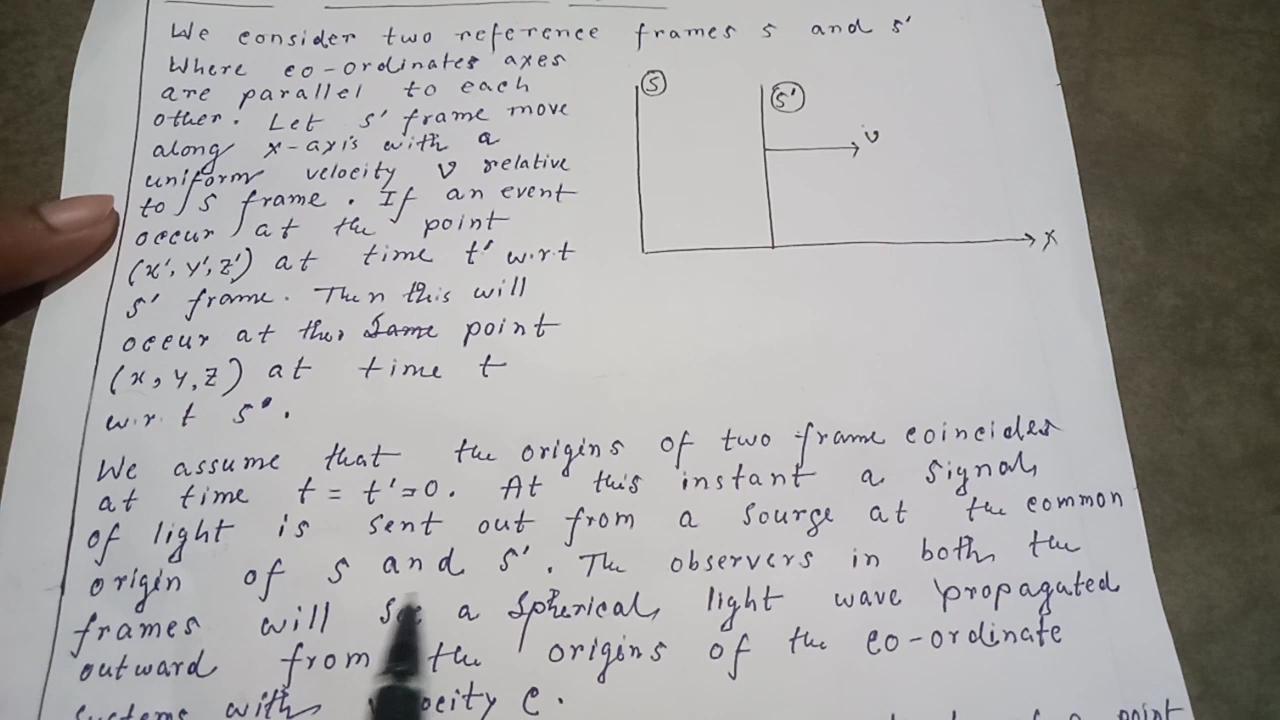 We consider two reference frames s and s'
Where co-ordinates axes
are parallel to each
other. Let s' frame move
along x-axis with a
uniform velocity v relative
to S frame. If an event
occur at the point
(x', y', z') at time t' w.r.t
s' frame. Then this will
occur at the same point
(x, y, z) at time t
w.r.t s'.
S
S'
v
X
We assume that the origins of two frame coincides
at time t = t' = 0. At this instant a signal
of light is sent out from a sourge at the common
origin of s and s'. The observers in both the
frames will a spherical light wave propagated
outward from the origins of the co-ordinate
with c.
point